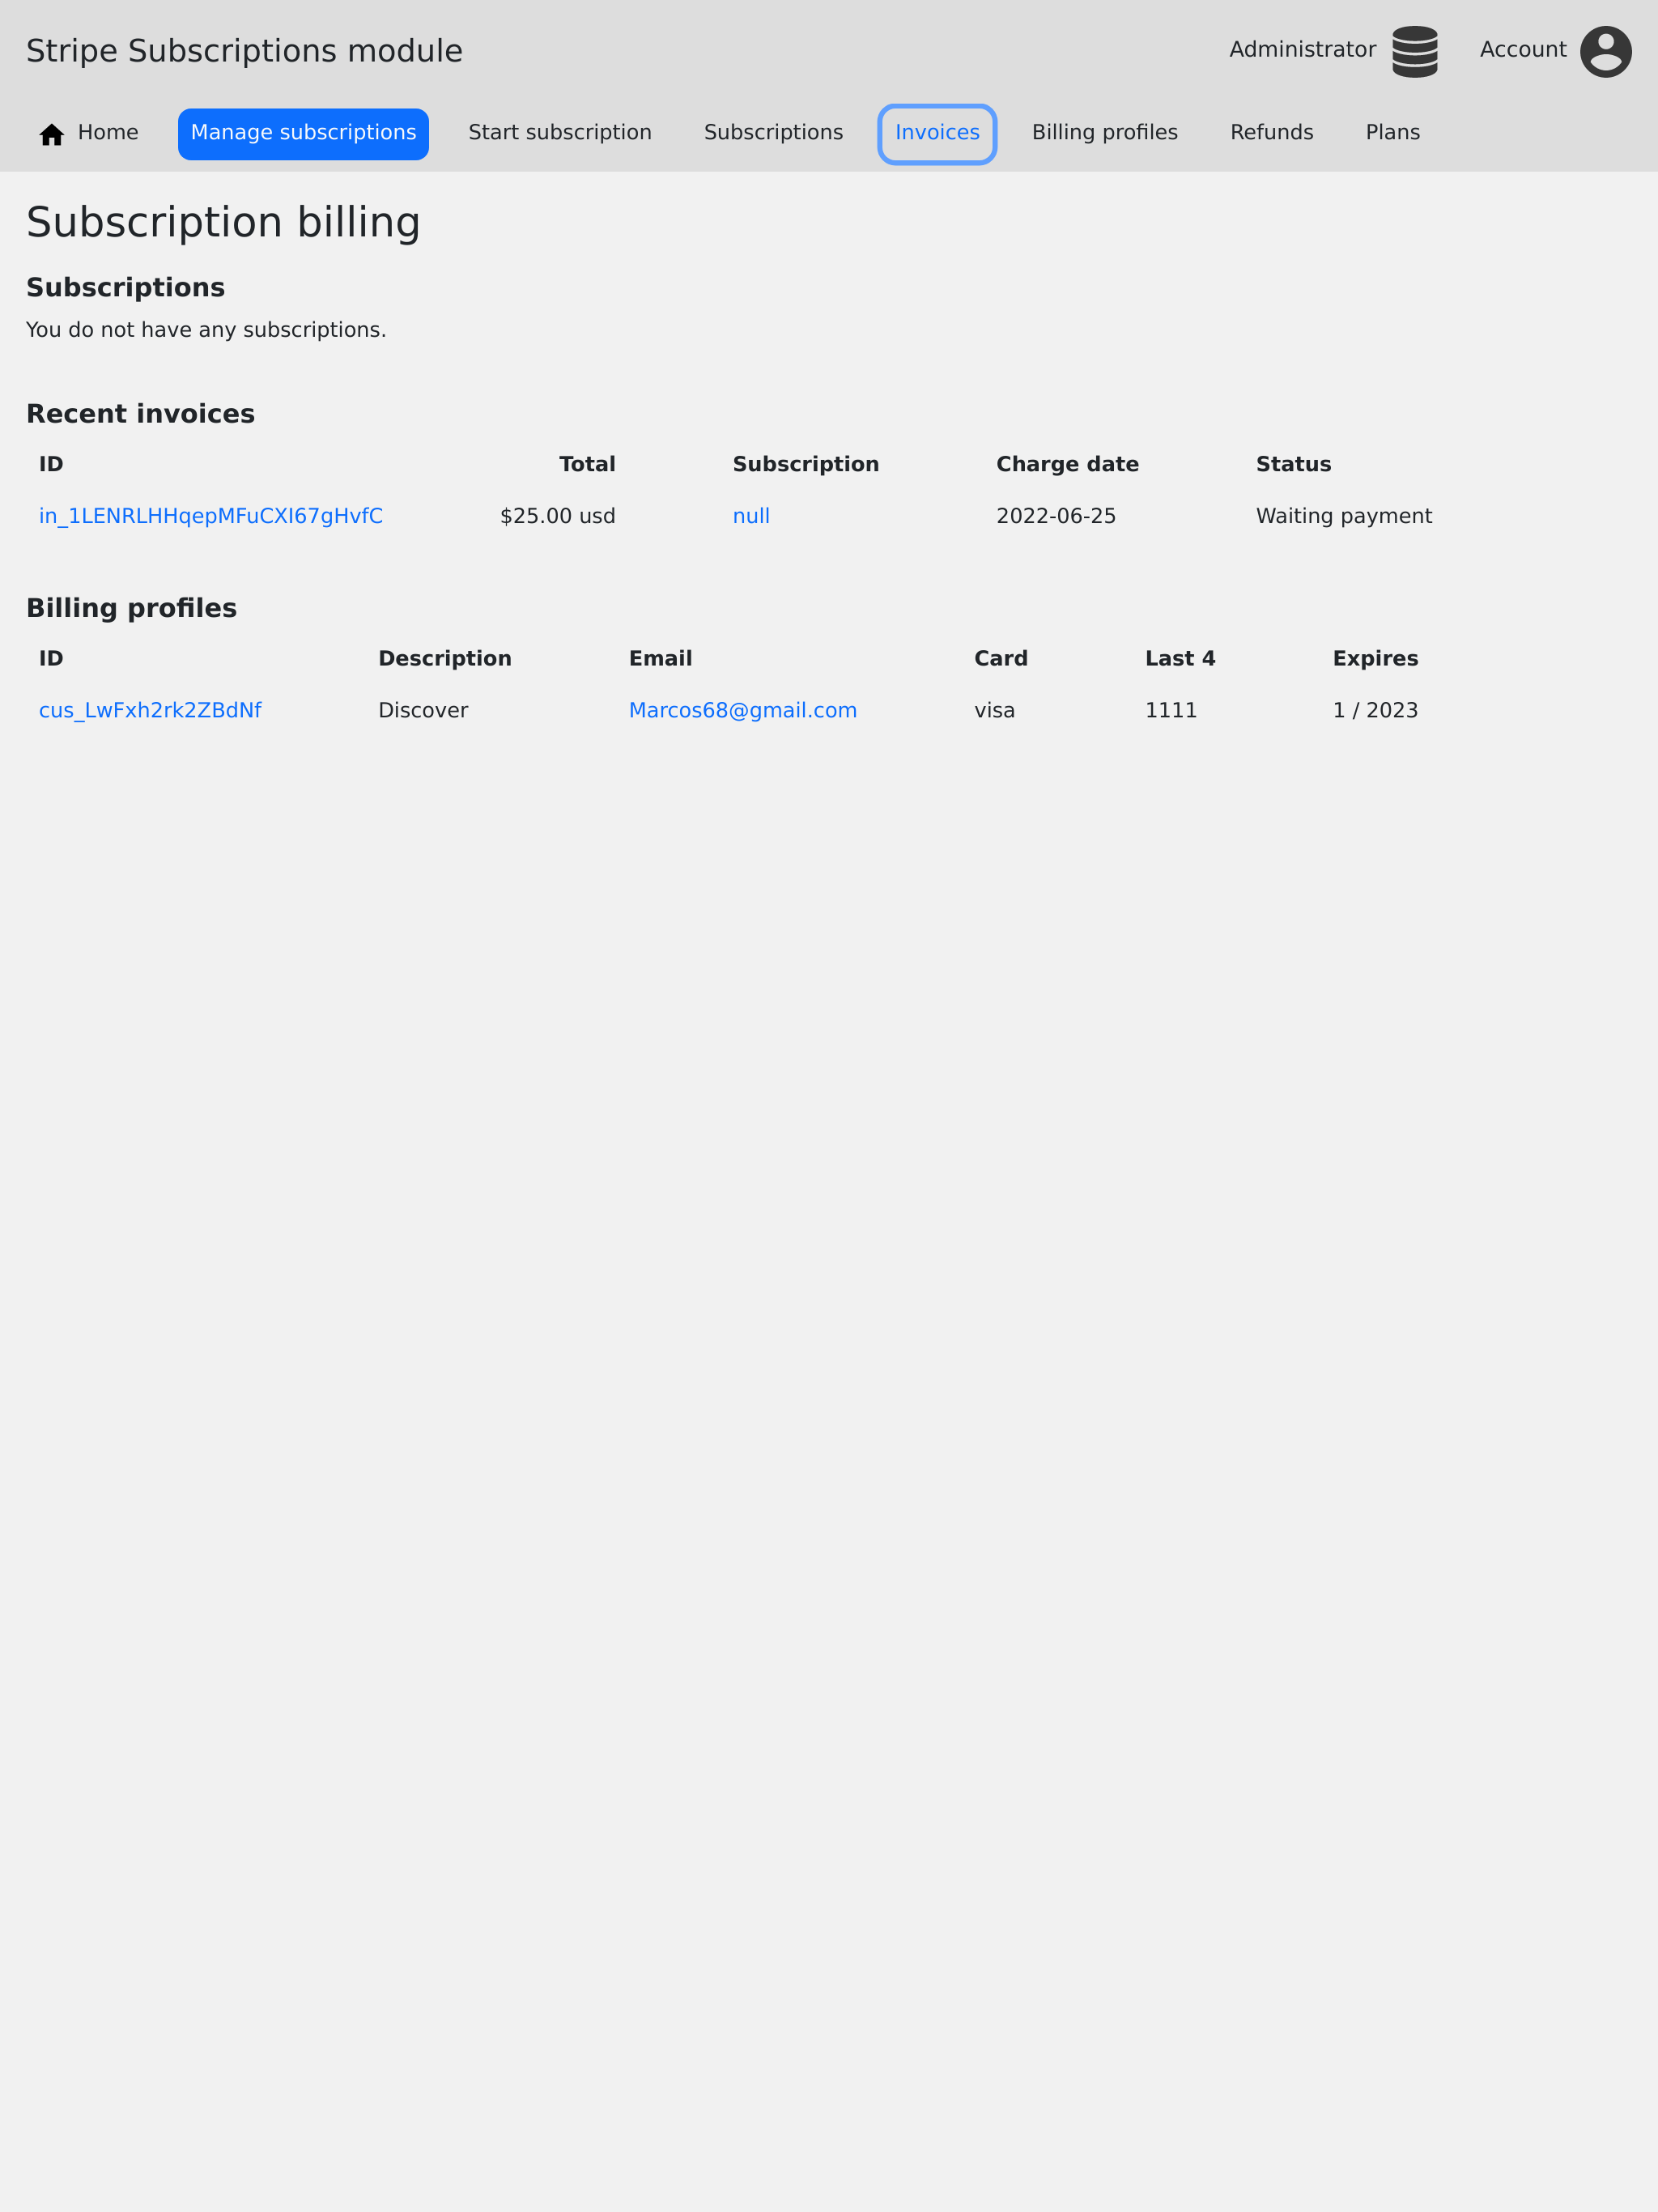 Stripe Subscriptions module
Administrator
Account
Home Manage subscriptions Start subscription Subscriptions Invoices Billing profiles Refunds Plans
Subscription billing
Subscriptions
You do not have any subscriptions.
Recent invoices
ID Total Subscription Charge date Status
in_1LENRLHHqepMFuCXI67gHvfC $25.00 usd null 2022-06-25 Waiting payment
Billing profiles
ID Description Email Card Last 4 Expires
cus_LwFxh2rk2ZBdNf Discover Marcos68@gmail.com visa 1111 1 / 2023